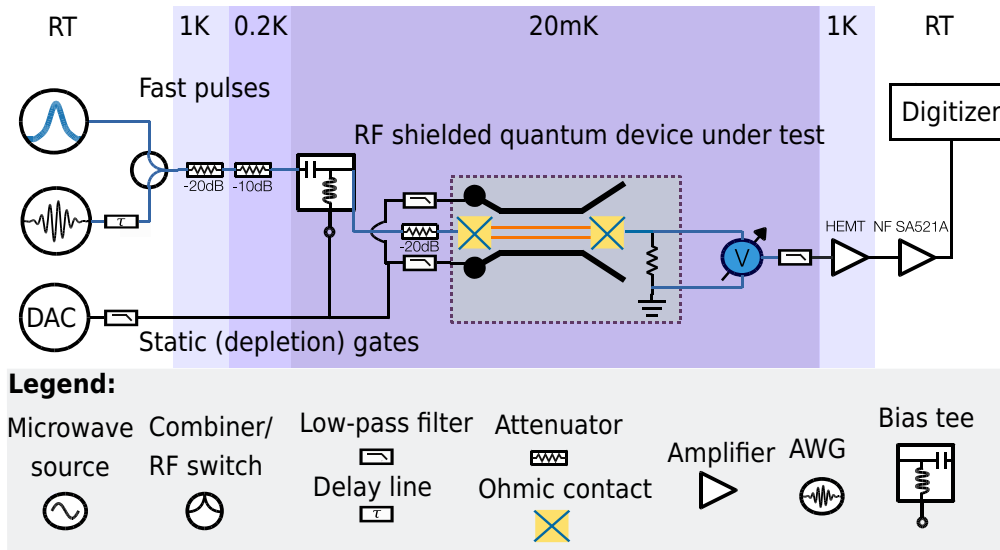 RT 1K 0.2K 20mK 1K RT
Fast pulses
Digitizer
RF shielded quantum device under test
-20dB -10dB
τ
-20dB
HEMT NF SA521A
V
DAC
Static (depletion) gates
Legend:
Microwave source
Combiner/ RF switch
Low-pass filter
Delay line
τ
Attenuator
Ohmic contact
Amplifier
AWG
Bias tee